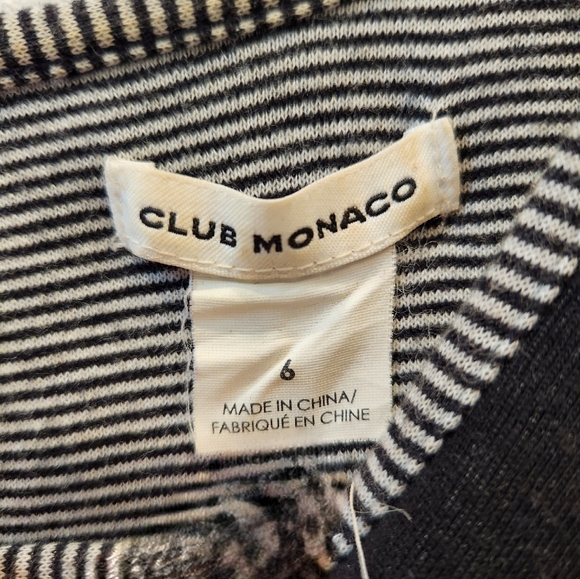 CLUB MONACO
6
MADE IN CHINA/
FABRIQUÉ EN CHINE